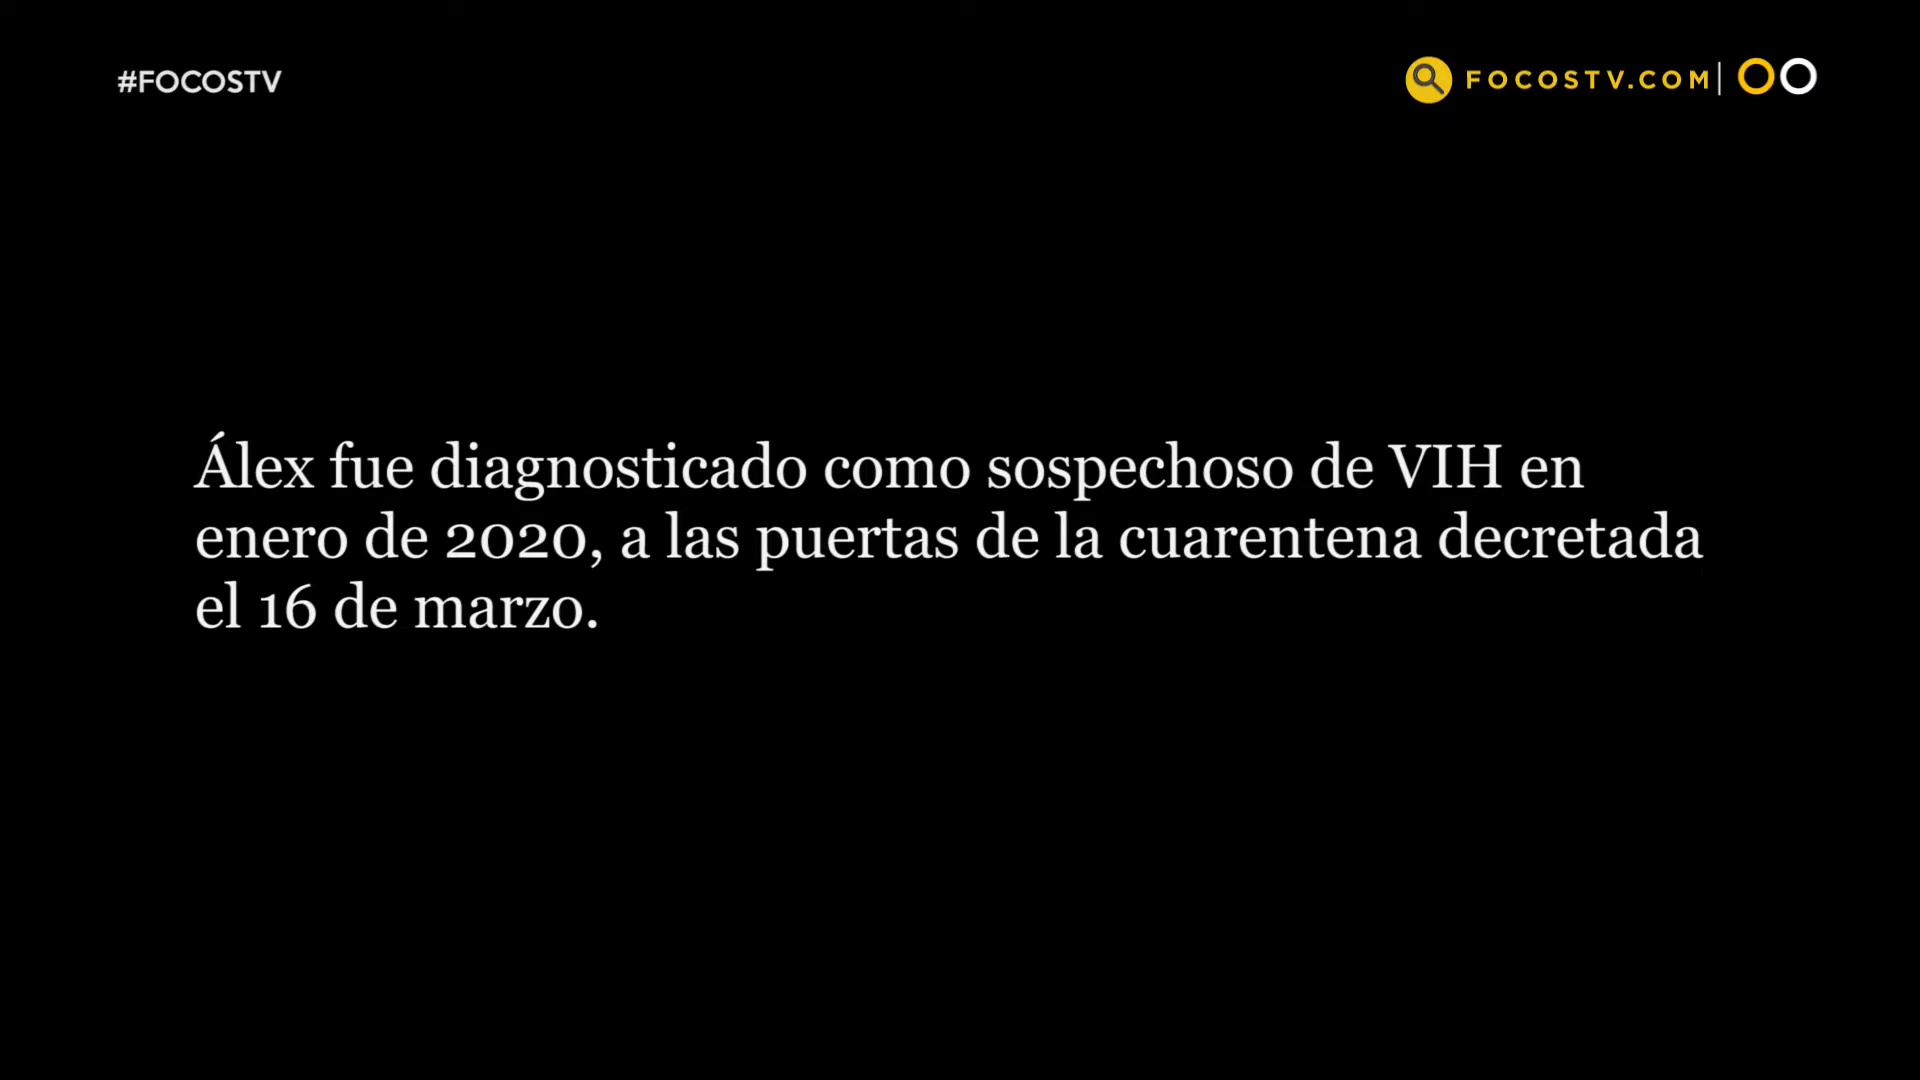 #FOCOSTV
FOCOSTV.COM
Álex fue diagnosticado como sospechoso de VIH en
enero de 2020, a las puertas de la cuarentena decretada
el 16 de marzo.